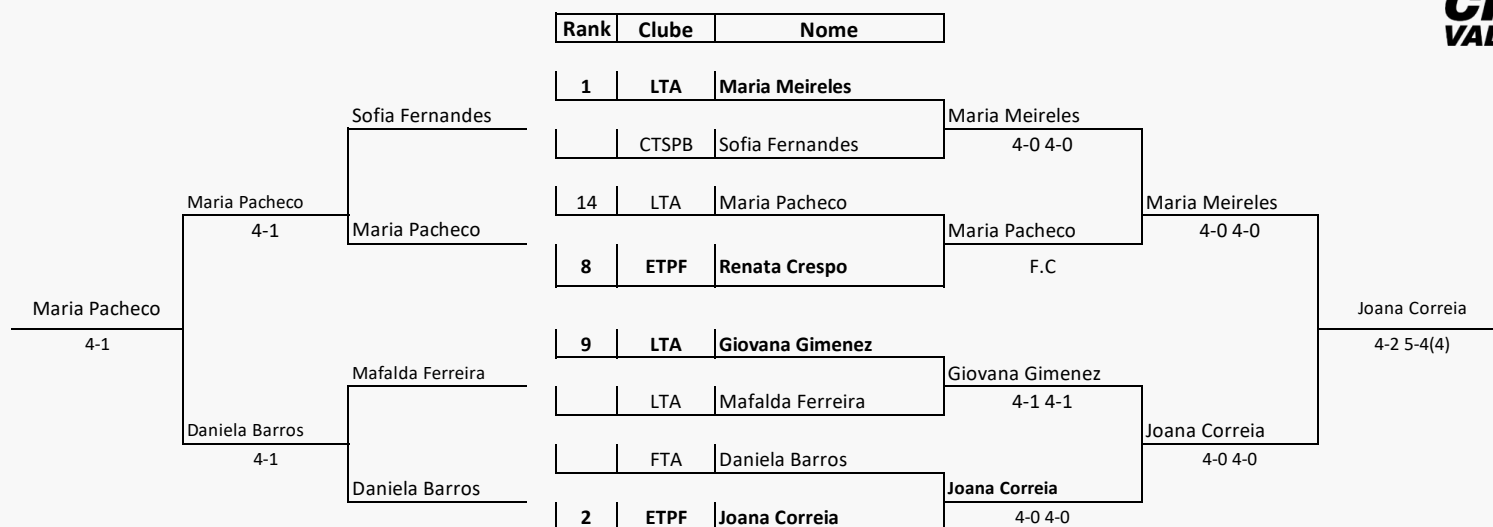 Rank Clube Nome
1 LTA Maria Meireles
Sofia Fernandes Maria Meireles
CTSPB Sofia Fernandes 4-0 4-0
Maria Pacheco 14 LTA Maria Pacheco Maria Meireles
4-1 Maria Pacheco Maria Pacheco 4-0 4-0
8 ETPF Renata Crespo F.C
Maria Pacheco Joana Correia
4-1 9 LTA Giovana Gimenez 4-2 5-4(4)
Mafalda Ferreira Giovana Gimenez
LTA Mafalda Ferreira 4-1 4-1
Daniela Barros Joana Correia
4-1 FTA Daniela Barros 4-0 4-0
Daniela Barros Joana Correia
2 ETPF Joana Correia 4-0 4-0